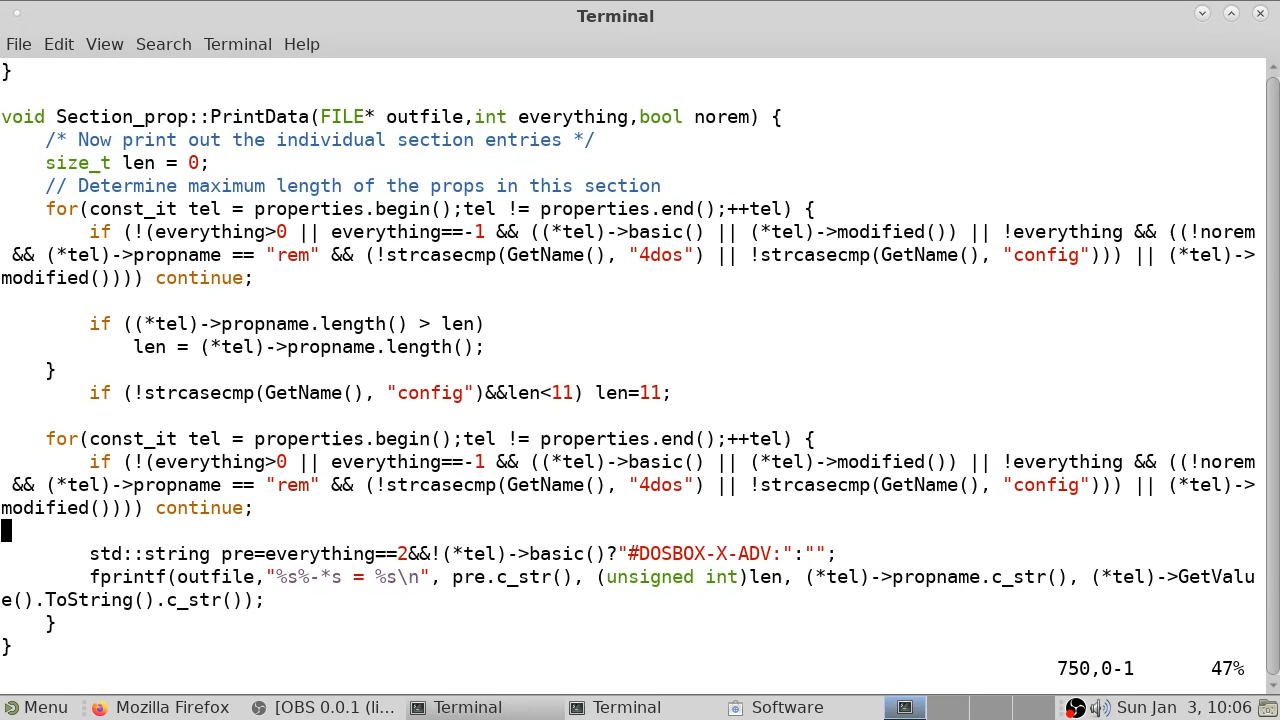 Terminal
File Edit View Search Terminal Help
}
void Section_prop::PrintData(FILE* outfile,int everything,bool norem) {
    /* Now print out the individual section entries */
    size_t len = 0;
    // Determine maximum length of the props in this section
    for(const_it tel = properties.begin();tel != properties.end();++tel) {
        if (!(everything>0 || everything==-1 && ((*tel)->basic() || (*tel)->modified()) || !everything && ((!norem
 && (*tel)->propname == "rem" && (!strcasecmp(GetName(), "4dos") || !strcasecmp(GetName(), "config"))) || (*tel)->
modified()))) continue;
        if ((*tel)->propname.length() > len)
            len = (*tel)->propname.length();
    }
        if (!strcasecmp(GetName(), "config")&&len<11) len=11;
    for(const_it tel = properties.begin();tel != properties.end();++tel) {
        if (!(everything>0 || everything==-1 && ((*tel)->basic() || (*tel)->modified()) || !everything && ((!norem
 && (*tel)->propname == "rem" && (!strcasecmp(GetName(), "4dos") || !strcasecmp(GetName(), "config"))) || (*tel)->
modified()))) continue;
        std::string pre=everything==2&&!(*tel)->basic()?"#DOSBOX-X-ADV:":"";
        fprintf(outfile,"%s%-*s = %s\n", pre.c_str(), (unsigned int)len, (*tel)->propname.c_str(), (*tel)->GetValu
e().ToString().c_str());
    }
}
750,0-1 47%
Menu Mozilla Firefox [OBS 0.0.1 (li... Terminal Terminal Software Sun Jan 3, 10:06